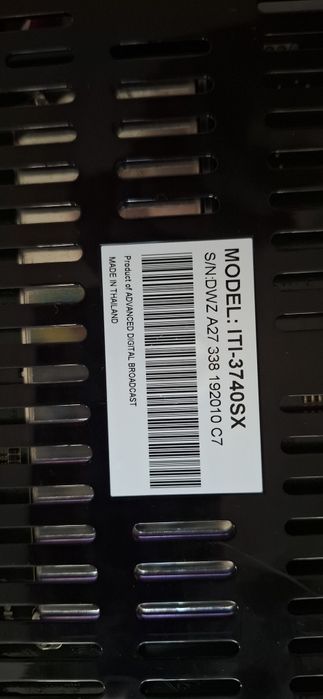 MODEL: ITI-3740SX
S/N:DWZ A27 338 192010 C7
Product of ADVANCED DIGITAL BROADCAST
MADE IN THAILAND